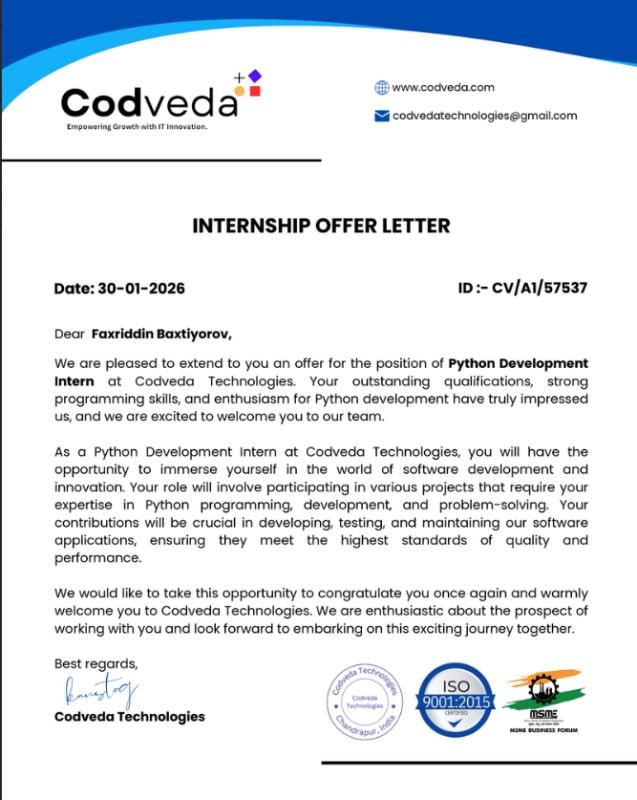 Codveda
Empowering Growth with IT Innovation.
www.codveda.com
codvedatechnologies@gmail.com
INTERNSHIP OFFER LETTER
Date: 30-01-2026
ID :- CV/A1/57537
Dear Faxriddin Baxtiyorov,
We are pleased to extend to you an offer for the position of Python Development
Intern at Codveda Technologies. Your outstanding qualifications, strong
programming skills, and enthusiasm for Python development have truly impressed
us, and we are excited to welcome you to our team.
As a Python Development Intern at Codveda Technologies, you will have the
opportunity to immerse yourself in the world of software development and
innovation. Your role will involve participating in various projects that require your
expertise in Python programming, development, and problem-solving. Your
contributions will be crucial in developing, testing, and maintaining our software
applications, ensuring they meet the highest standards of quality and
performance.
We would like to take this opportunity to congratulate you once again and warmly
welcome you to Codveda Technologies. We are enthusiastic about the prospect of
working with you and look forward to embarking on this exciting journey together.
Best regards,
Codveda Technologies
Codveda Technologies
Codveda
Technologies
Chandrapur, India
ISO
9001:2015
CERTIFIED
MSME
MSME BUSINESS FORUM